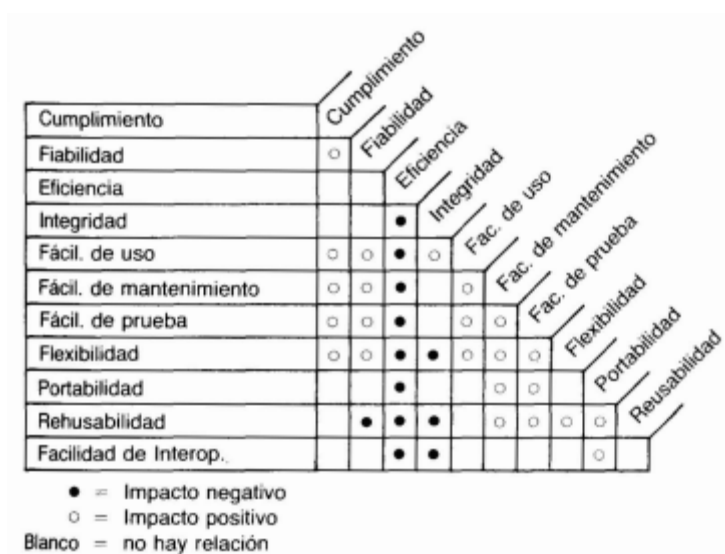 Cumplimiento
Fiabilidad
Eficiencia
Integridad
Fac. de uso
Fac. de mantenimiento
Fac. de prueba
Flexibilidad
Portabilidad
Reusabilidad
Cumplimiento
Fiabilidad ○
Eficiencia
Integridad ●
Fácil. de uso ○ ○ ● ○
Fácil. de mantenimiento ○ ○ ● ○
Fácil. de prueba ○ ○ ● ○ ○
Flexibilidad ○ ○ ● ● ○ ○ ○
Portabilidad ● ○ ○
Rehusabilidad ● ● ● ○ ○ ○ ○
Facilidad de Interop. ● ● ○
● = Impacto negativo
○ = Impacto positivo
Blanco = no hay relación